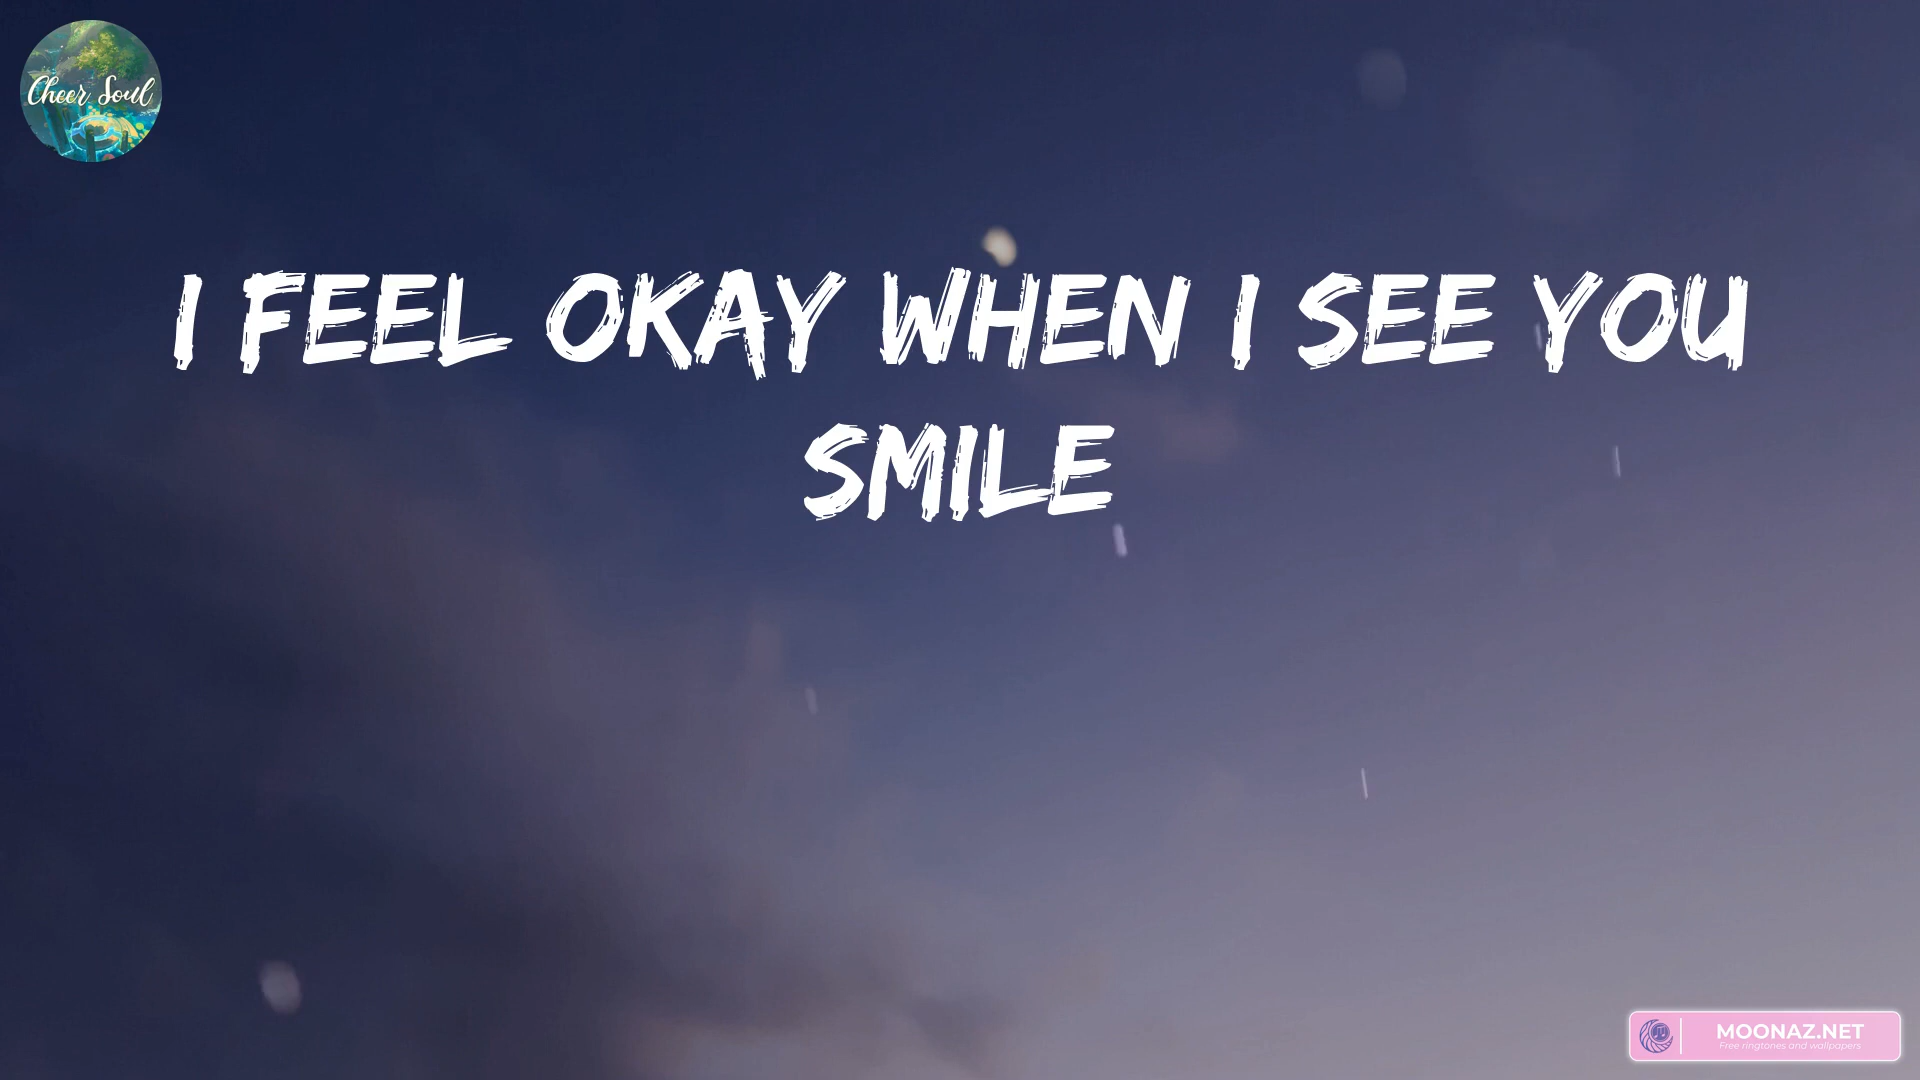 Cheer Soul
I FEEL OKAY WHEN I SEE YOU
SMILE
MOONAZ.NET
Free ringtones and wallpapers